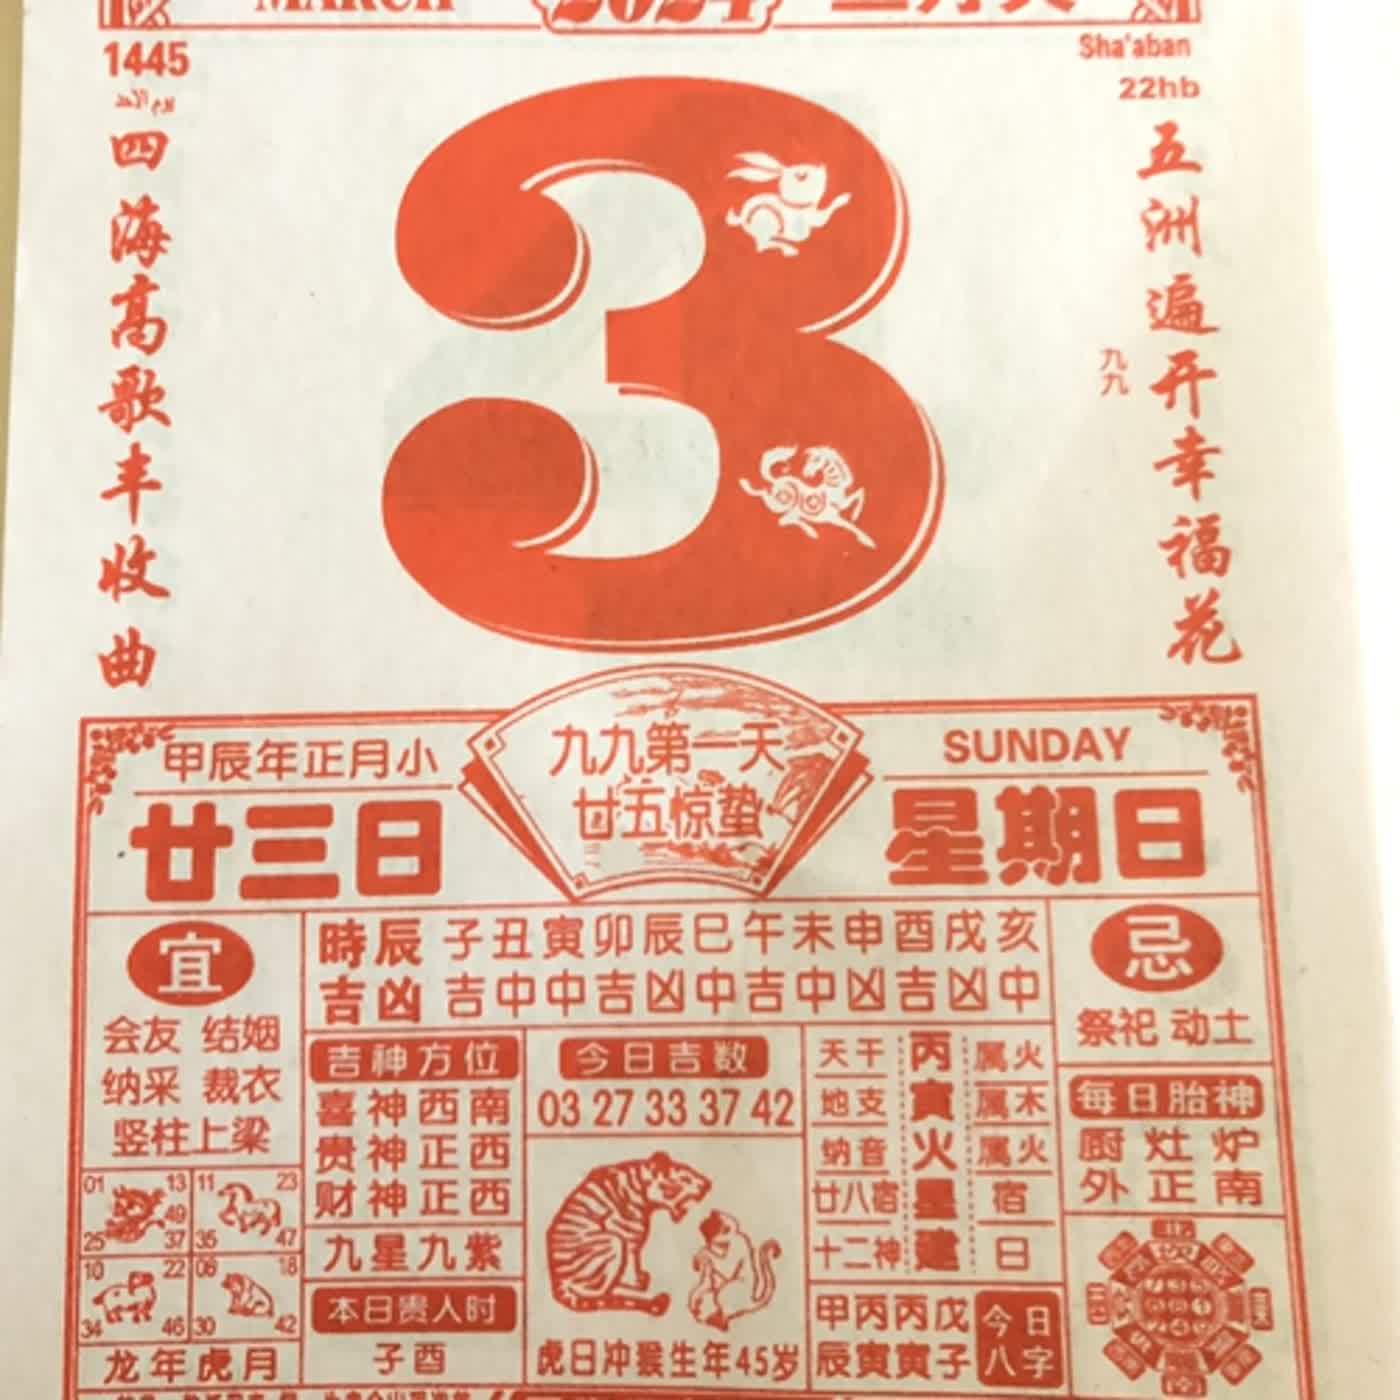 MARCH 2024 三月大
1445
Sha'aban
22hb
四海高歌丰收曲
五洲遍开幸福花
九九
3
甲辰年正月小
廿三日
九九第一天
廿五惊蛰
SUNDAY
星期日
宜
会友 结姻
纳采 裁衣
竖柱上梁
時辰 子丑寅卯辰巳午未申酉戌亥
吉凶 吉中中吉凶中吉中凶吉凶中
忌
祭祀 动土
吉神方位
喜神西南
贵神正西
财神正西
九星九紫
本日贵人时
子酉
今日吉数
03 27 33 37 42
虎日冲猴生年45岁
天干 丙 属火
地支 寅 属木
纳音 火 属火
廿八宿 星 宿
十二神 建 日
甲丙丙戊
辰寅寅子
今日八字
每日胎神
厨灶炉
外正南
01 13 49 25 37
11 23 35 47
10 22 34 46
18 30 42
龙年虎月